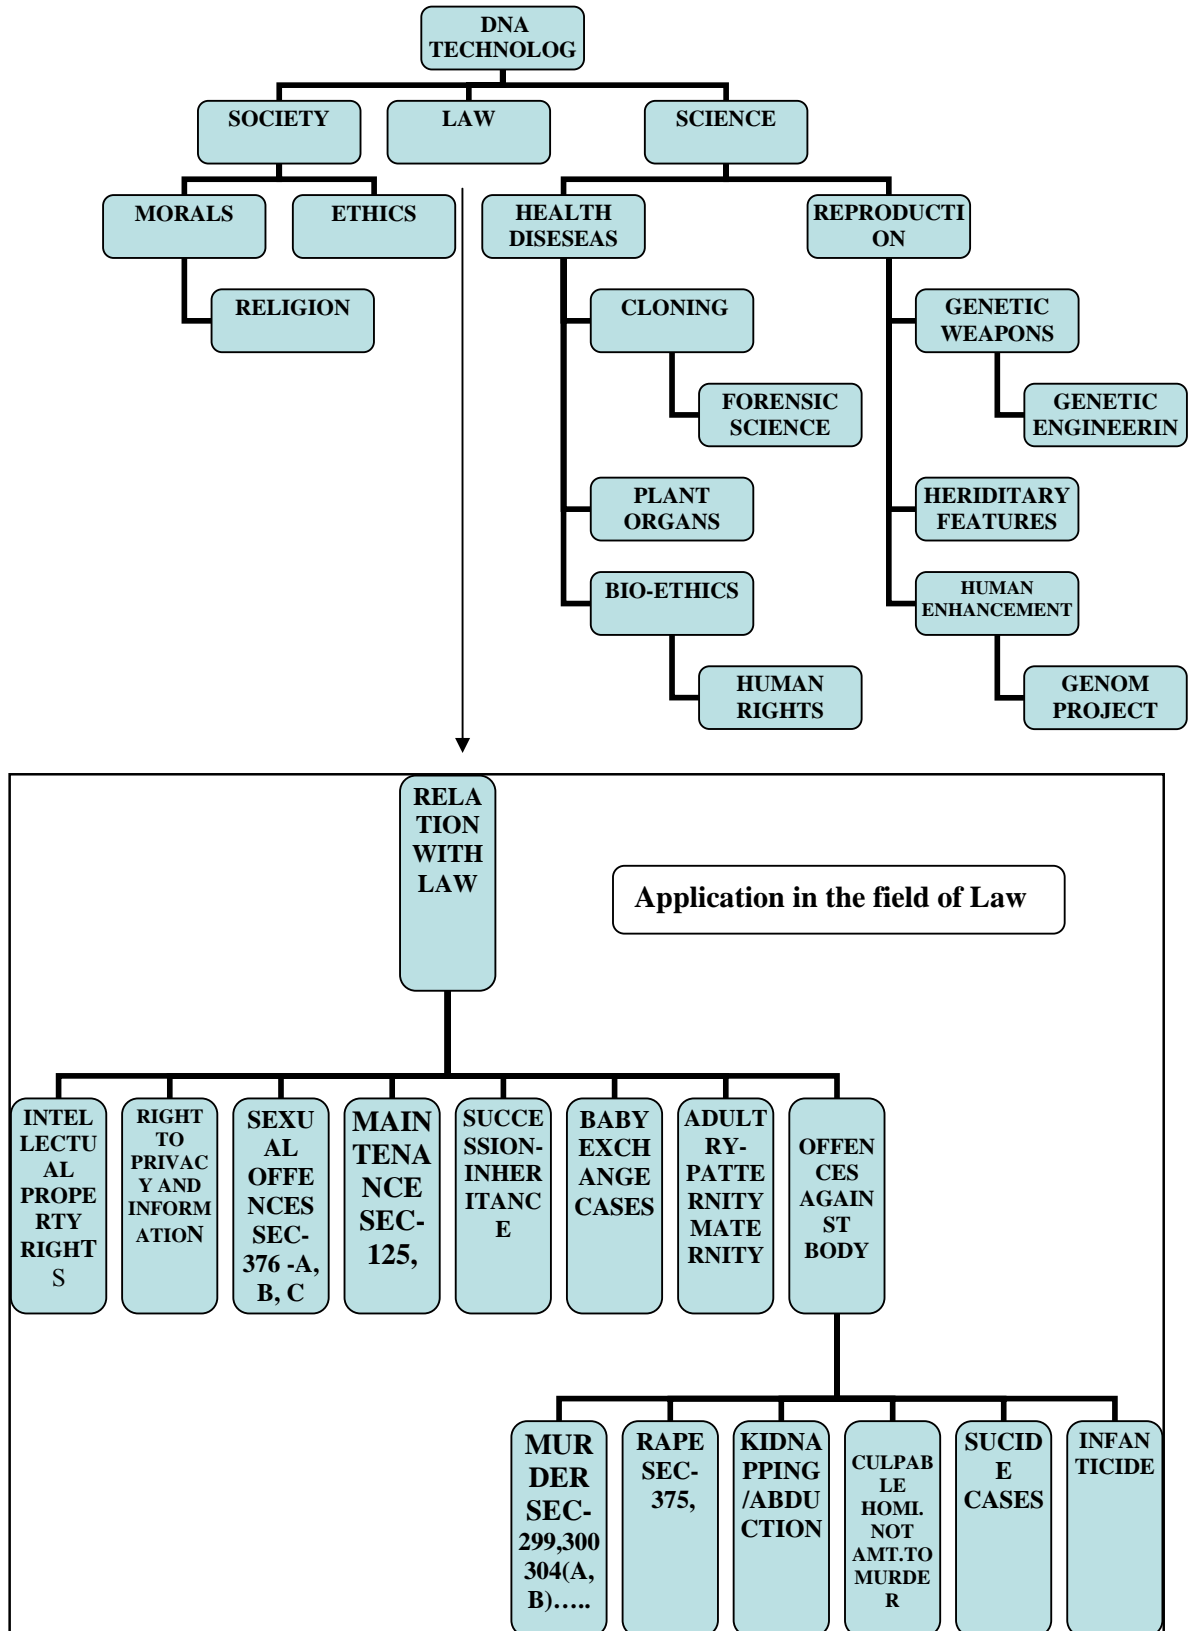 DNA
TECHNOLOG
SOCIETY
LAW
SCIENCE
MORALS
ETHICS
HEALTH
DISESEAS
REPRODUCTI
ON
RELIGION
CLONING
GENETIC
WEAPONS
FORENSIC
SCIENCE
GENETIC
ENGINEERIN
PLANT
ORGANS
HERIDITARY
FEATURES
BIO-ETHICS
HUMAN
ENHANCEMENT
HUMAN
RIGHTS
GENOM
PROJECT
RELA
TION
WITH
LAW
Application in the field of Law
INTEL
LECTU
AL
PROPE
RTY
RIGHT
S
RIGHT
TO
PRIVAC
Y AND
INFORM
ATION
SEXU
AL
OFFE
NCES
SEC-
376 -A,
B, C
MAIN
TENA
NCE
SEC-
125,
SUCCE
SSION-
INHER
ITANC
E
BABY
EXCH
ANGE
CASES
ADULT
RY-
PATTE
RNITY
MATE
RNITY
OFFEN
CES
AGAIN
ST
BODY
MUR
DER
SEC-
299,300
304(A,
B)…..
RAPE
SEC-
375,
KIDNA
PPING
/ABDU
CTION
CULPAB
LE
HOMI.
NOT
AMT.TO
MURDE
R
SUCID
E
CASES
INFAN
TICIDE